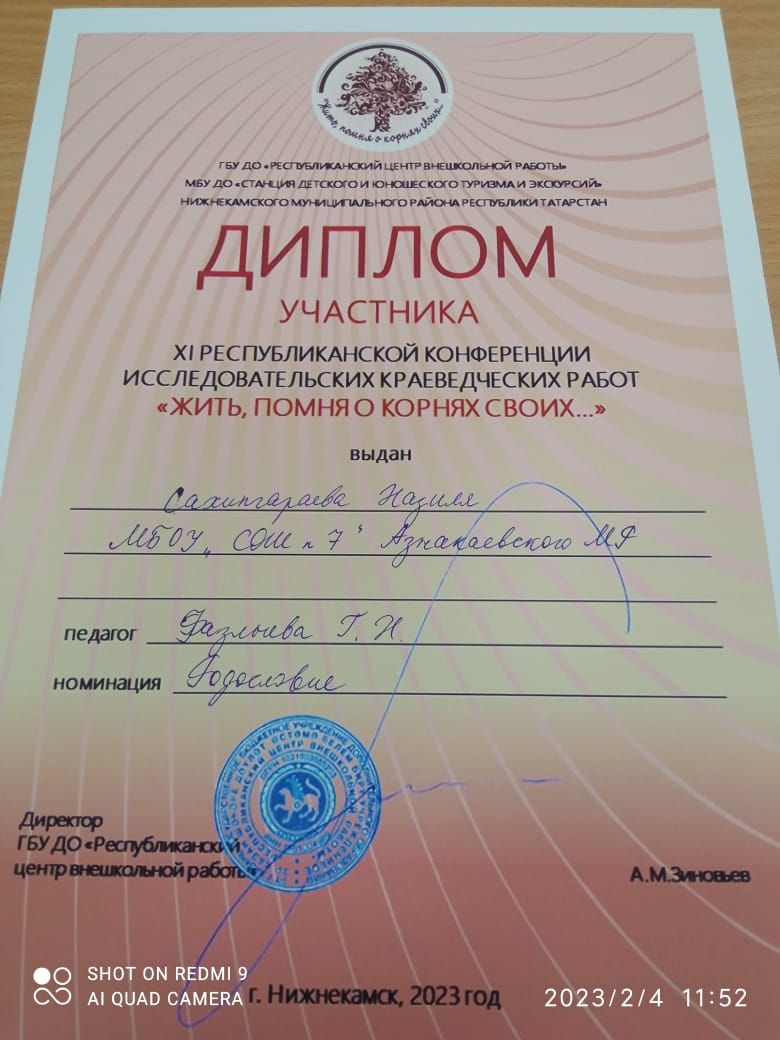 "Жить, помня о корнях своих..."
ГБУ ДО «РЕСПУБЛИКАНСКИЙ ЦЕНТР ВНЕШКОЛЬНОЙ РАБОТЫ»
МБУ ДО «СТАНЦИЯ ДЕТСКОГО И ЮНОШЕСКОГО ТУРИЗМА И ЭКСКУРСИЙ»
НИЖНЕКАМСКОГО МУНИЦИПАЛЬНОГО РАЙОНА РЕСПУБЛИКИ ТАТАРСТАН
ДИПЛОМ
УЧАСТНИКА
XI РЕСПУБЛИКАНСКОЙ КОНФЕРЕНЦИИ
ИССЛЕДОВАТЕЛЬСКИХ КРАЕВЕДЧЕСКИХ РАБОТ
«ЖИТЬ, ПОМНЯ О КОРНЯХ СВОИХ...»
выдан
Сахипгараева Назиля
МБОУ „СОШ п 7" Азнакаевского МР
педагог Фазлыева Г. Н.
номинация Родословие
Директор
ГБУ ДО «Республиканский
центр внешкольной работы»
А.М.Зиновьев
г. Нижнекамск, 2023 год
SHOT ON REDMI 9
AI QUAD CAMERA
2023/2/4 11:52